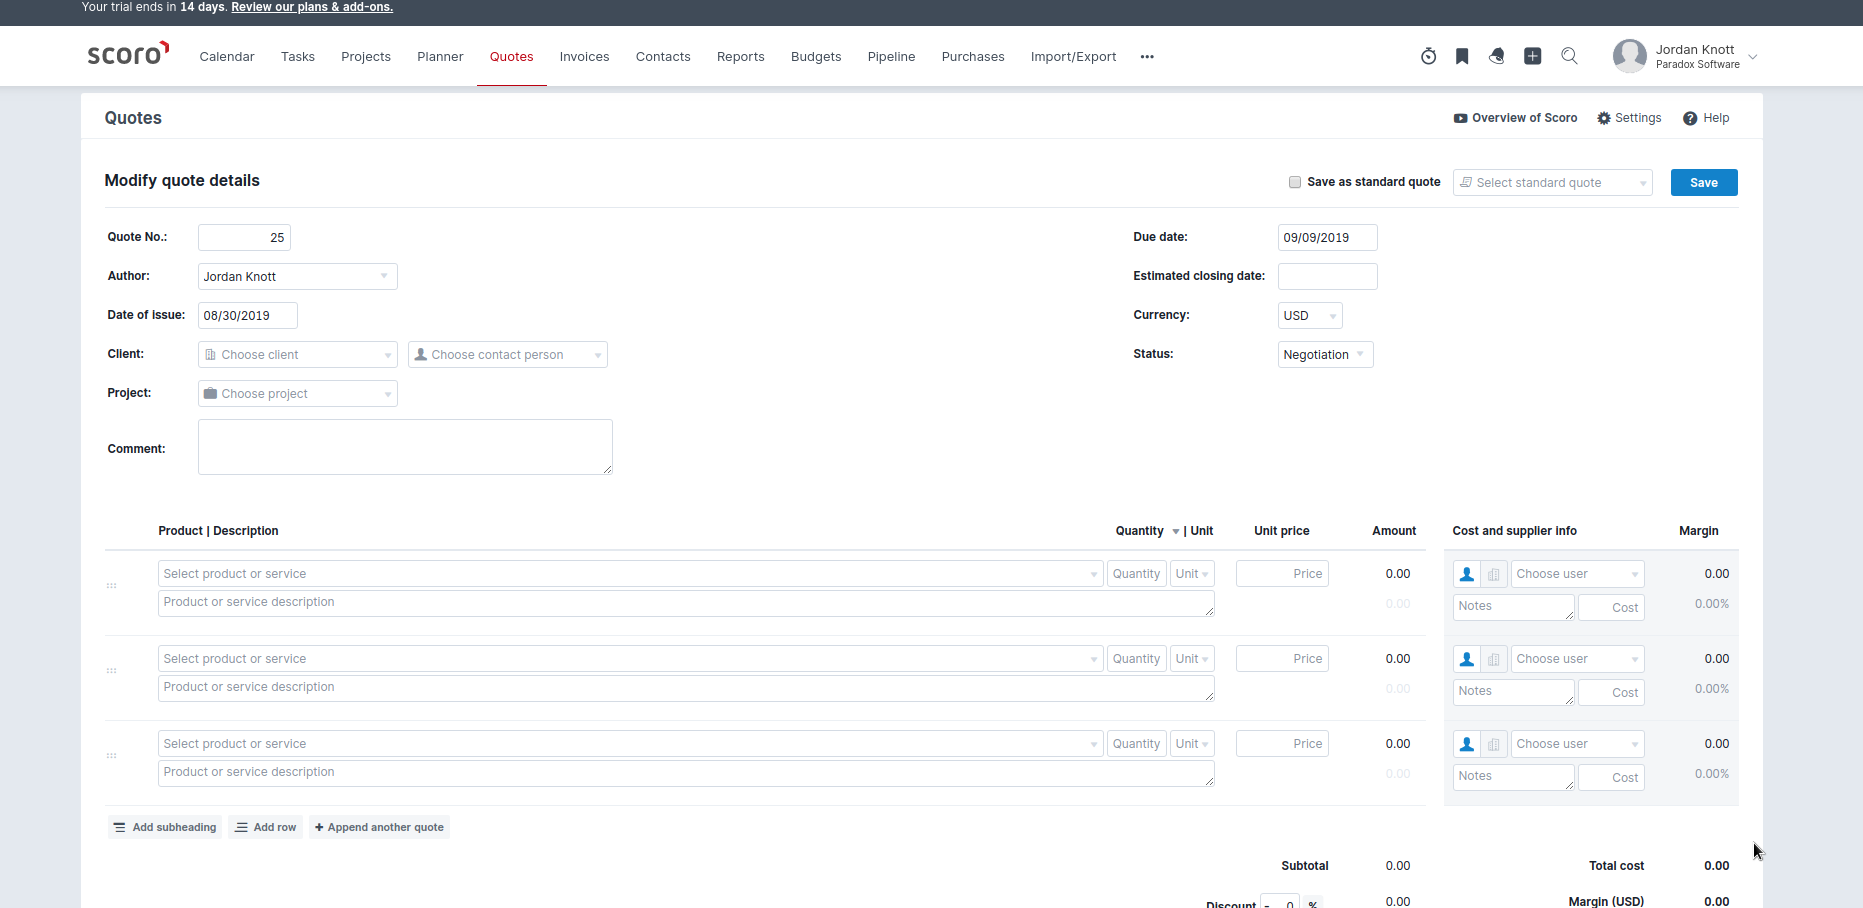 Your trial ends in 14 days. Review our plans & add-ons.
scoro Calendar Tasks Projects Planner Quotes Invoices Contacts Reports Budgets Pipeline Purchases Import/Export ••• Jordan Knott
Paradox Software
Quotes Overview of Scoro Settings Help
Modify quote details Save as standard quote Select standard quote Save
Quote No.: 25 Due date: 09/09/2019
Author: Jordan Knott Estimated closing date:
Date of issue: 08/30/2019 Currency: USD
Client: Choose client Choose contact person Status: Negotiation
Project: Choose project
Comment:
Product | Description Quantity | Unit Unit price Amount Cost and supplier info Margin
Select product or service Quantity Unit Price 0.00 Choose user 0.00
Product or service description 0.00 Notes Cost 0.00%
Select product or service Quantity Unit Price 0.00 Choose user 0.00
Product or service description 0.00 Notes Cost 0.00%
Select product or service Quantity Unit Price 0.00 Choose user 0.00
Product or service description 0.00 Notes Cost 0.00%
Add subheading Add row + Append another quote
Subtotal 0.00 Total cost 0.00
Discount - 0 % 0.00 Margin (USD) 0.00